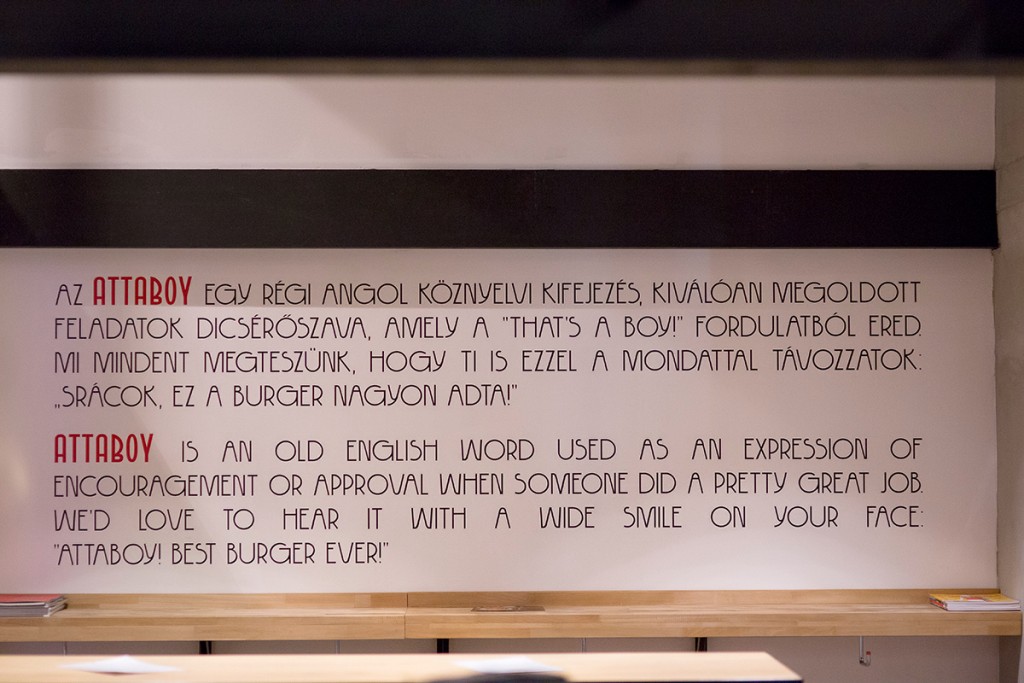 AZ ATTABOY EGY RÉGI ANGOL KÖZNYELVI KIFEJEZÉS, KIVÁLÓAN MEGOLDOTT
FELADATOK DICSÉRŐSZAVA, AMELY A "THAT'S A BOY!" FORDULATBÓL ERED.
MI MINDENT MEGTESZÜNK, HOGY TI IS EZZEL A MONDATTAL TÁVOZZATOK:
„SRÁCOK, EZ A BURGER NAGYON ADTA!"
ATTABOY IS AN OLD ENGLISH WORD USED AS AN EXPRESSION OF
ENCOURAGEMENT OR APPROVAL WHEN SOMEONE DID A PRETTY GREAT JOB.
WE'D LOVE TO HEAR IT WITH A WIDE SMILE ON YOUR FACE:
"ATTABOY! BEST BURGER EVER!"